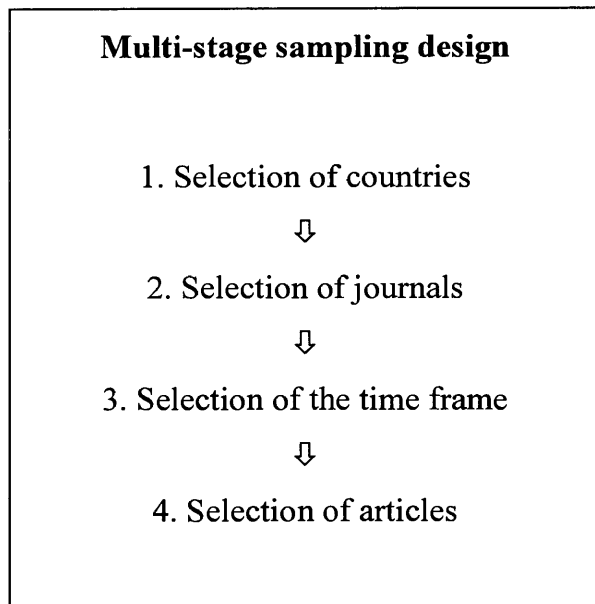 Multi-stage sampling design
1. Selection of countries
⇩
2. Selection of journals
⇩
3. Selection of the time frame
⇩
4. Selection of articles